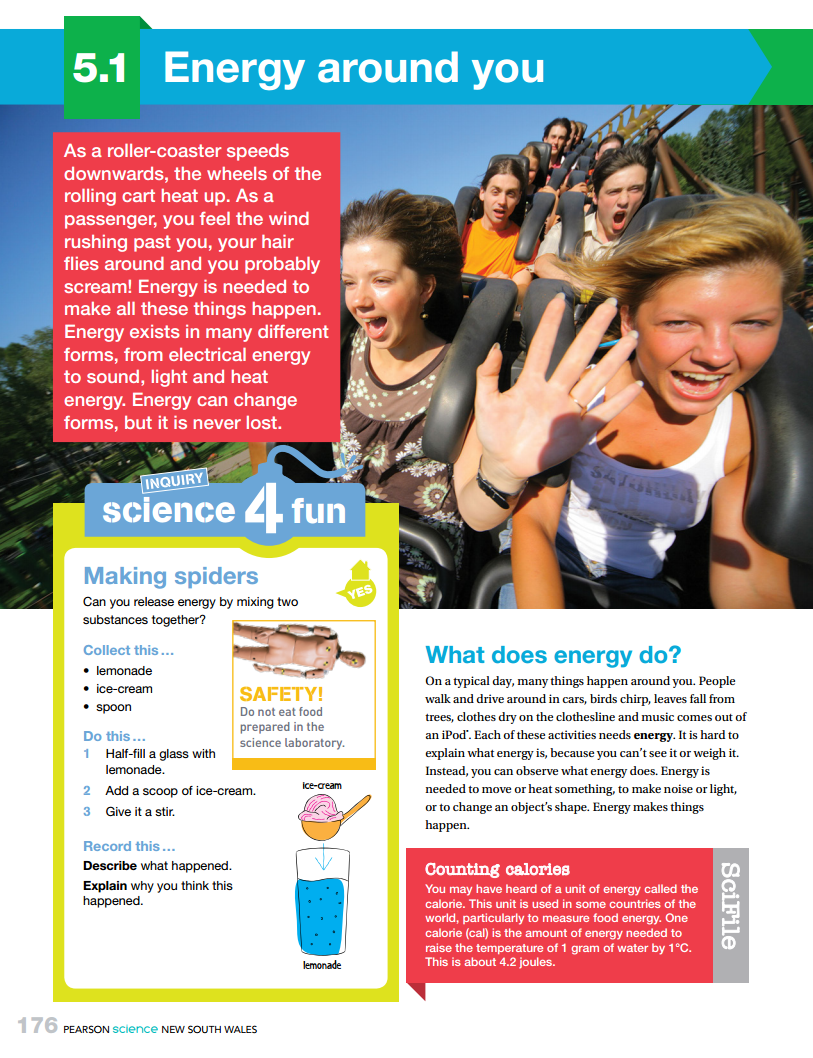 5.1
Energy around you
As a roller-coaster speeds
downwards, the wheels of the
rolling cart heat up. As a
passenger, you feel the wind
rushing past you, your hair
flies around and you probably
scream! Energy is needed to
make all these things happen.
Energy exists in many different
forms, from electrical energy
to sound, light and heat
energy. Energy can change
forms, but it is never lost.
INQUIRY
science 4 fun
Making spiders
YES
Can you release energy by mixing two
substances together?
Collect this...
• lemonade
• ice-cream
• spoon
SAFETY!
Do not eat food
prepared in the
science laboratory.
Do this...
1 Half-fill a glass with
lemonade.
2 Add a scoop of ice-cream.
3 Give it a stir.
Record this...
Describe what happened.
Explain why you think this
happened.
ice-cream
lemonade
What does energy do?
On a typical day, many things happen around you. People
walk and drive around in cars, birds chirp, leaves fall from
trees, clothes dry on the clothesline and music comes out of
an iPod*. Each of these activities needs energy. It is hard to
explain what energy is, because you can't see it or weigh it.
Instead, you can observe what energy does. Energy is
needed to move or heat something, to make noise or light,
or to change an object's shape. Energy makes things
happen.
Counting calories
You may have heard of a unit of energy called the
calorie. This unit is used in some countries of the
world, particularly to measure food energy. One
calorie (cal) is the amount of energy needed to
raise the temperature of 1 gram of water by 1°C.
This is about 4.2 joules.
SciFile
176 PEARSON science NEW SOUTH WALES